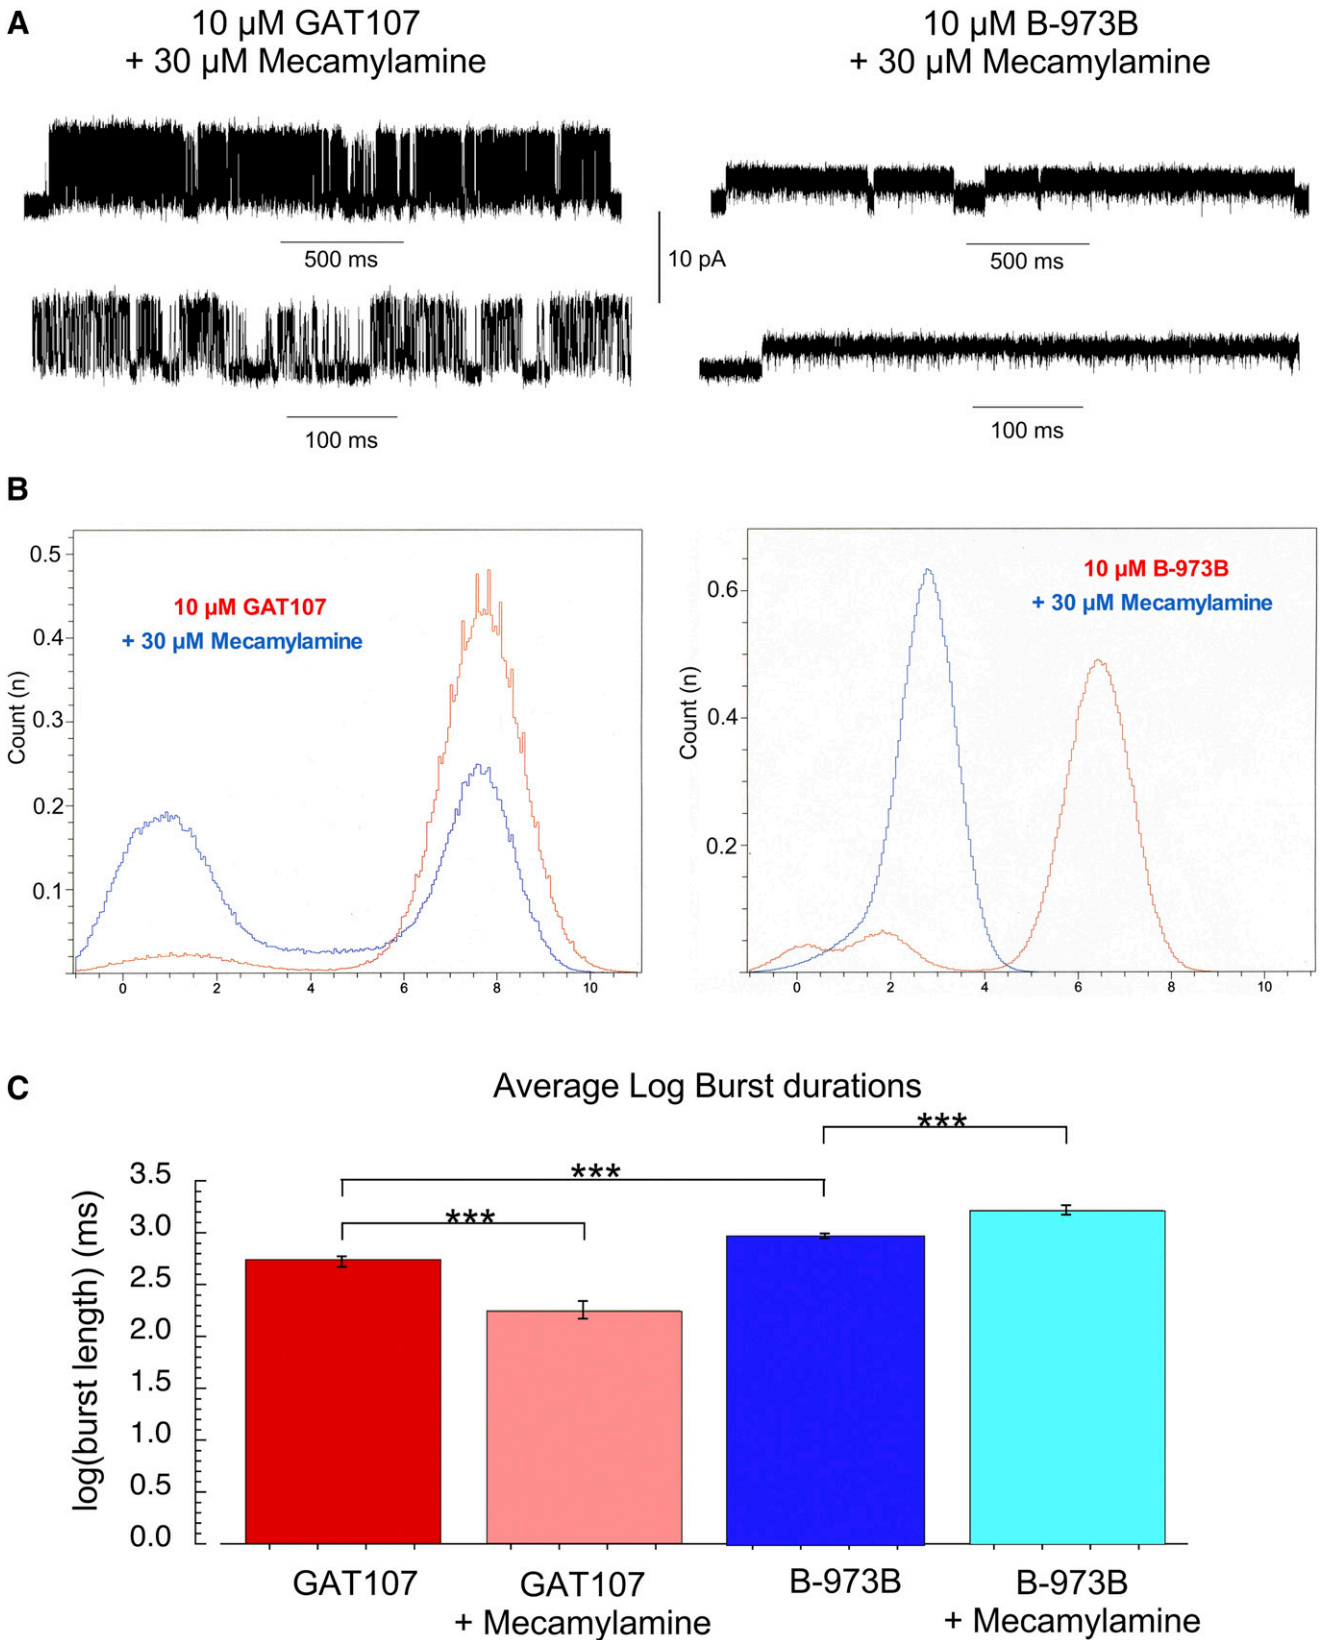 A
10 µM GAT107
+ 30 µM Mecamylamine
10 µM B-973B
+ 30 µM Mecamylamine
500 ms
10 pA
500 ms
100 ms
100 ms
B
0.5
0.4
0.3
0.2
0.1
Count (n)
10 µM GAT107
+ 30 µM Mecamylamine
0 2 4 6 8 10
0.6
0.4
0.2
Count (n)
10 µM B-973B
+ 30 µM Mecamylamine
0 2 4 6 8 10
C
Average Log Burst durations
***
***
***
log(burst length) (ms)
3.5
3.0
2.5
2.0
1.5
1.0
0.5
0.0
GAT107
GAT107
+ Mecamylamine
B-973B
B-973B
+ Mecamylamine